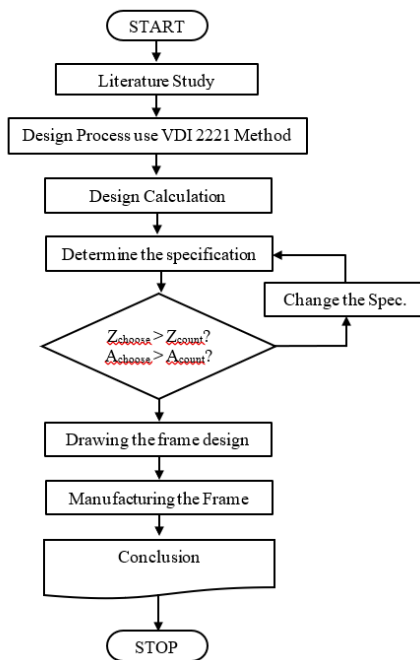 START
Literature Study
Design Process use VDI 2221 Method
Design Calculation
Determine the specification
Change the Spec.
Zchoose > Zcount?
Achoose > Acount?
Drawing the frame design
Manufacturing the Frame
Conclusion
STOP